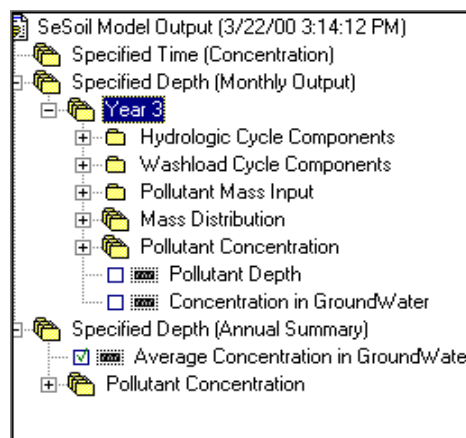 SeSoil Model Output (3/22/00 3:14:12 PM)
Specified Time (Concentration)
Specified Depth (Monthly Output)
Year 3
Hydrologic Cycle Components
Washload Cycle Components
Pollutant Mass Input
Mass Distribution
Pollutant Concentration
Pollutant Depth
Concentration in GroundWater
Specified Depth (Annual Summary)
Average Concentration in GroundWate
Pollutant Concentration